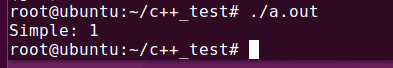 root@ubuntu:~/c++_test# ./a.out
Simple: 1
root@ubuntu:~/c++_test#